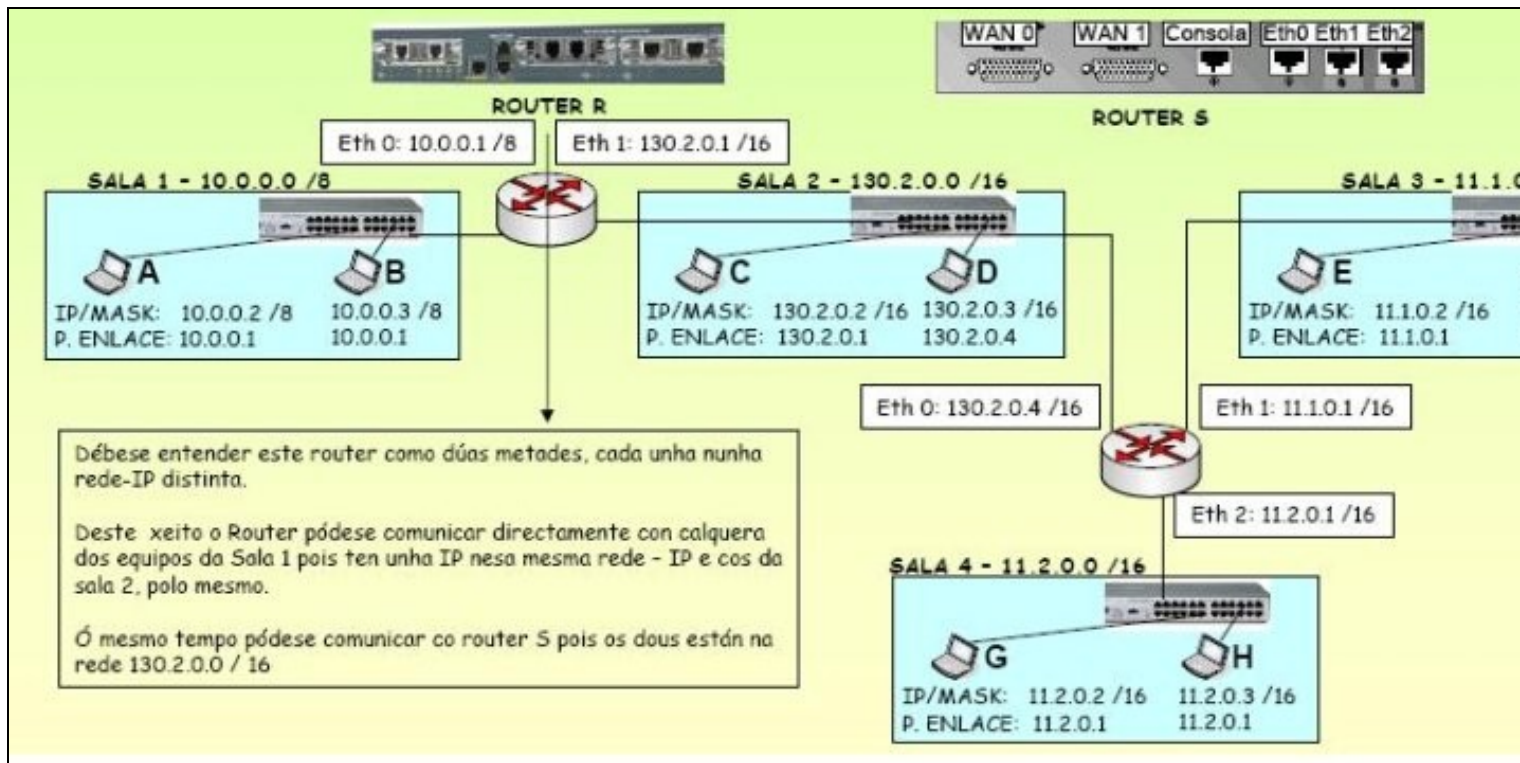 WAN 0 WAN 1 Consola Eth0 Eth1 Eth2
ROUTER R
ROUTER S
Eth 0: 10.0.0.1 /8
Eth 1: 130.2.0.1 /16
SALA 1 - 10.0.0.0 /8
A
B
IP/MASK: 10.0.0.2 /8 10.0.0.3 /8
P. ENLACE: 10.0.0.1 10.0.0.1
SALA 2 - 130.2.0.0 /16
C
D
IP/MASK: 130.2.0.2 /16 130.2.0.3 /16
P. ENLACE: 130.2.0.1 130.2.0.4
SALA 3 - 11.1.0
E
IP/MASK: 11.1.0.2 /16
P. ENLACE: 11.1.0.1
Eth 0: 130.2.0.4 /16
Eth 1: 11.1.0.1 /16
Eth 2: 11.2.0.1 /16
Débese entender este router como dúas metades, cada unha nunha
rede-IP distinta.
Deste xeito o Router pódese comunicar directamente con calquera
dos equipos da Sala 1 pois ten unha IP nesa mesma rede - IP e cos da
sala 2, polo mesmo.
Ó mesmo tempo pódese comunicar co router S pois os dous están na
rede 130.2.0.0 / 16
SALA 4 - 11.2.0.0 /16
G
H
IP/MASK: 11.2.0.2 /16 11.2.0.3 /16
P. ENLACE: 11.2.0.1 11.2.0.1